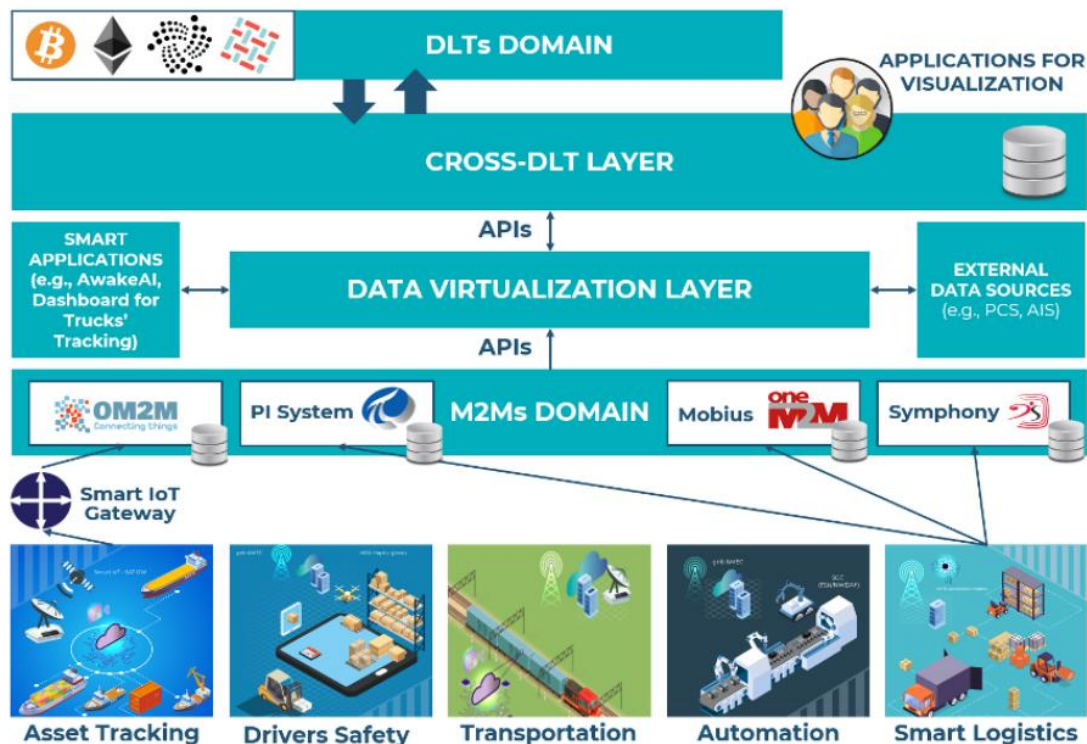 DLTs DOMAIN
APPLICATIONS FOR
VISUALIZATION
CROSS-DLT LAYER
APIs
SMART
APPLICATIONS
(e.g., AwakeAI,
Dashboard for
Trucks'
Tracking)
DATA VIRTUALIZATION LAYER
EXTERNAL
DATA SOURCES
(e.g., PCS, AIS)
APIs
OM2M
Connecting things
PI System
M2Ms DOMAIN
Mobius
one
M2M
Symphony
Smart IoT
Gateway
Asset Tracking
Drivers Safety
Transportation
Automation
Smart Logistics